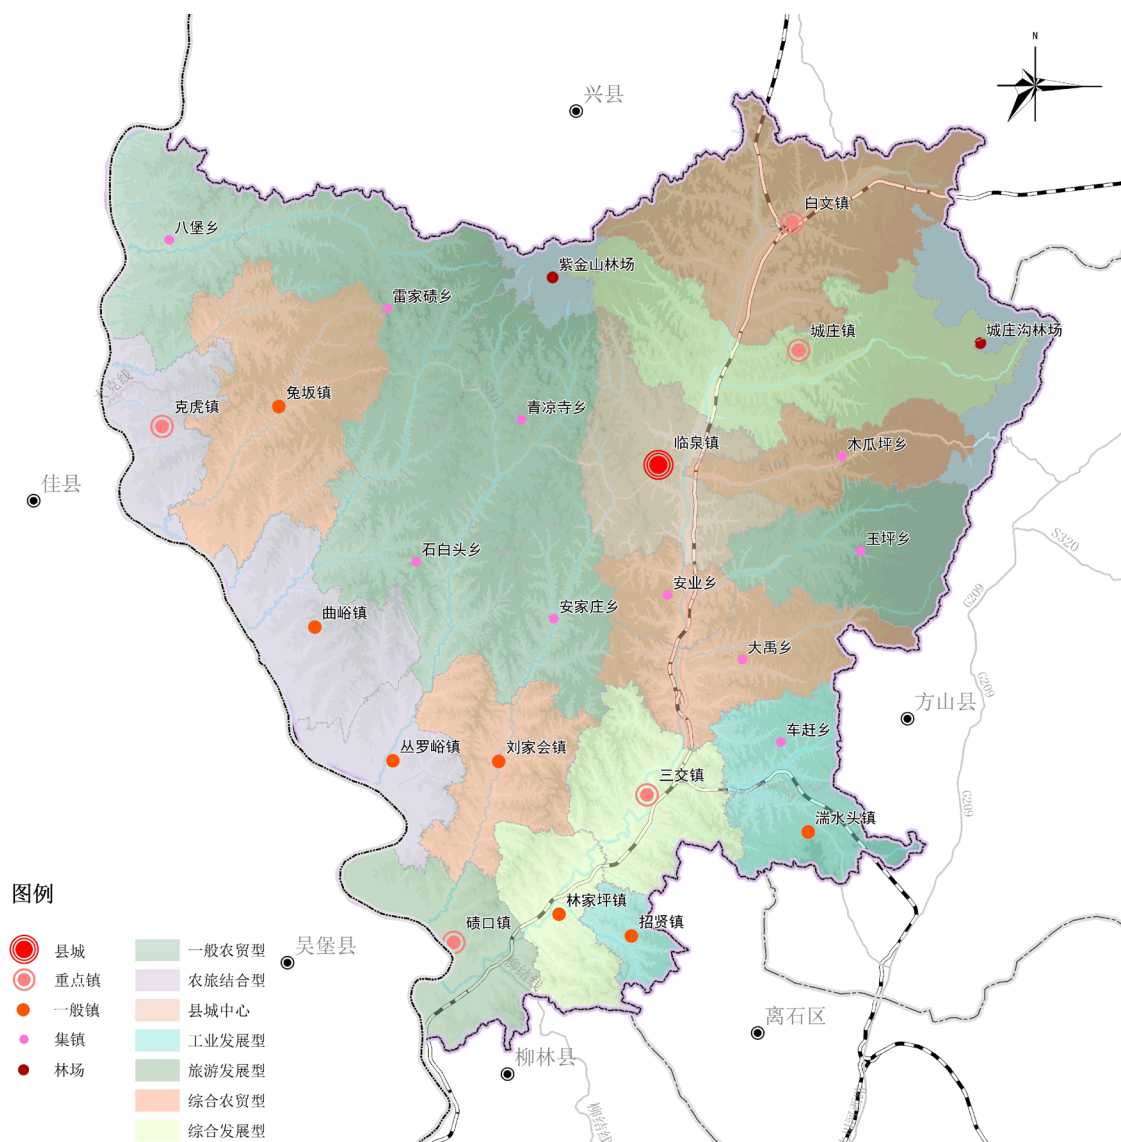 N
兴县
白文镇
八堡乡
紫金山林场
雷家碛乡
城庄镇
城庄沟林场
兔坂镇
克虎镇
青凉寺乡
临泉镇
木瓜坪乡
S104
佳县
玉坪乡
S320
石白头乡
安业乡
安家庄乡
G209
曲峪镇
大禹乡
G209
方山县
车赶乡
丛罗峪镇
刘家会镇
三交镇
湍水头镇
G209
图例
林家坪镇
招贤镇
碛口镇
吴堡县
县城
重点镇
一般镇
集镇
林场
一般农贸型
农旅结合型
县城中心
工业发展型
旅游发展型
综合农贸型
综合发展型
离石区
柳林县
柳结线